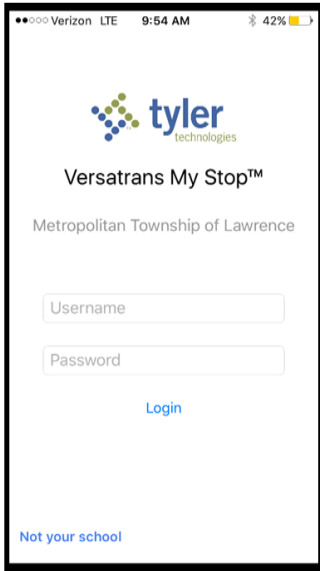 Verizon LTE 9:54 AM 42%
tyler
technologies
Versatrans My Stop™
Metropolitan Township of Lawrence
Username
Password
Login
Not your school